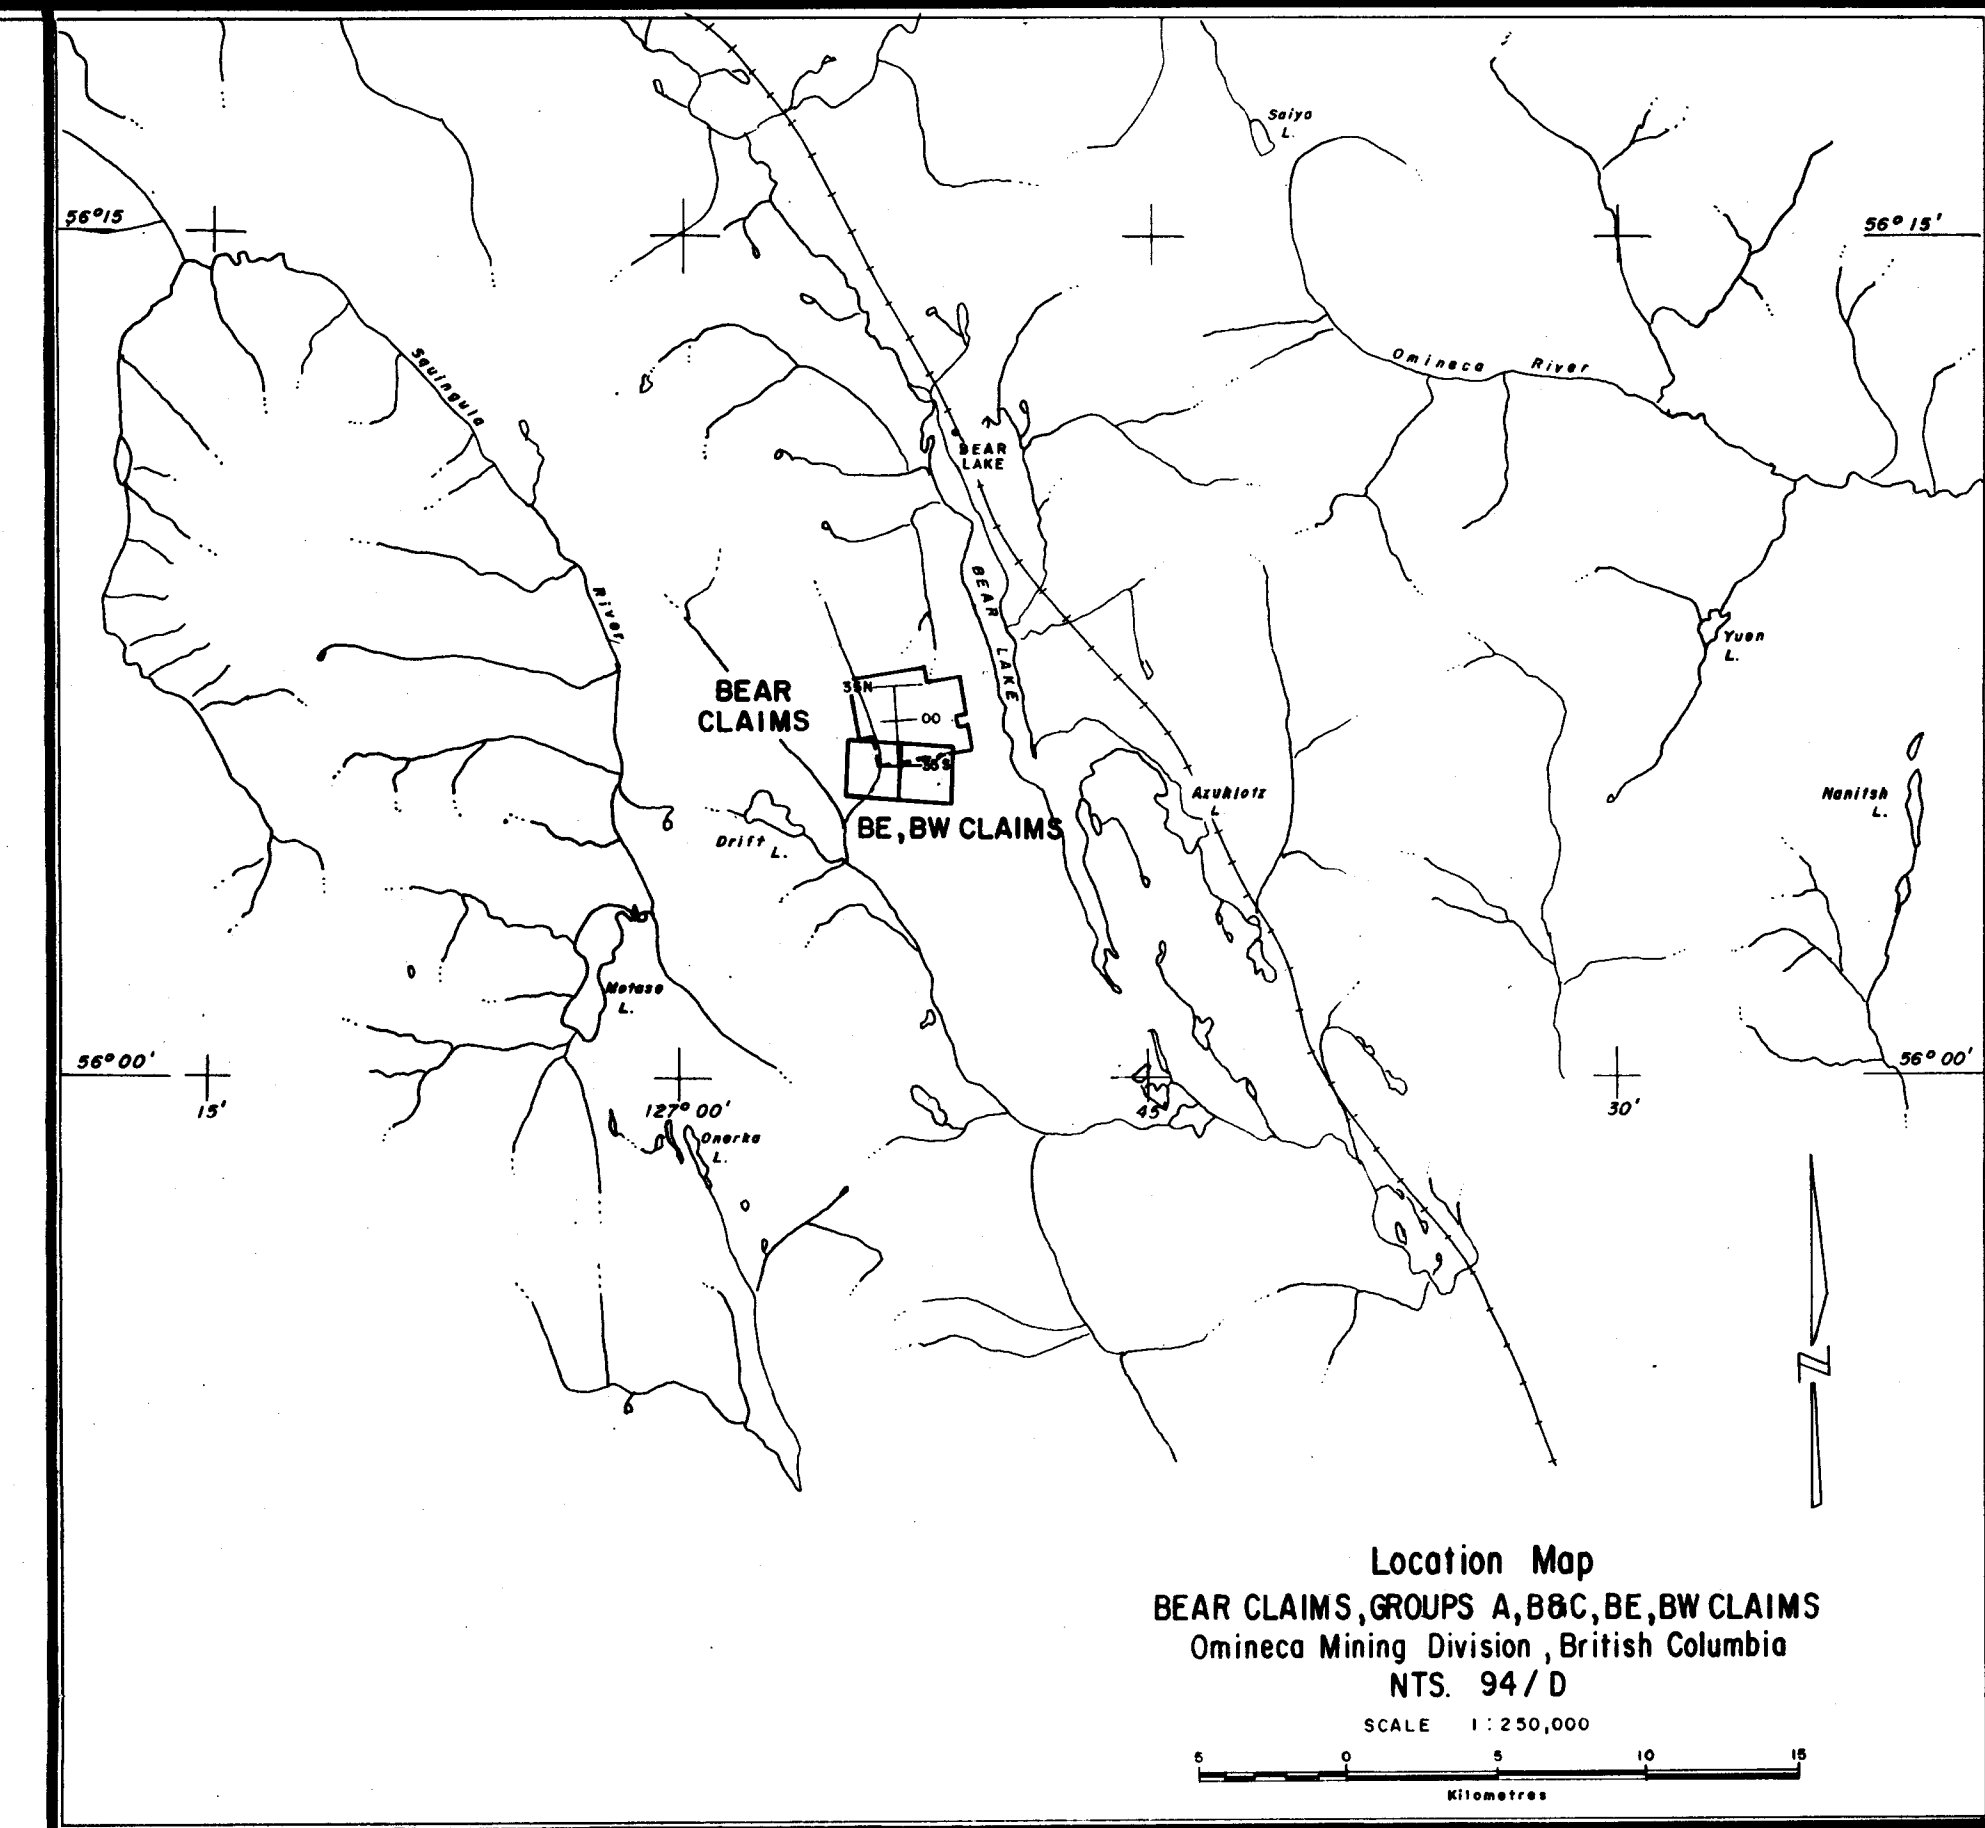 Saiya
L.
56°15
56° 15'
Omineca River
Squingula
River
BEAR
LAKE
BEAR LAKE
Yuen
L.
35N
BEAR
CLAIMS
00
35S
Azuklotz
L
Nanitsh
L.
BE, BW CLAIMS
Drift L.
Motase
L.
56° 00'
56° 00'
15'
127° 00'
45'
30'
Onerka
L.
N
Location Map
BEAR CLAIMS, GROUPS A, B&C, BE, BW CLAIMS
Omineca Mining Division, British Columbia
NTS. 94/D
SCALE 1:250,000
5 0 5 10 15
Kilometres